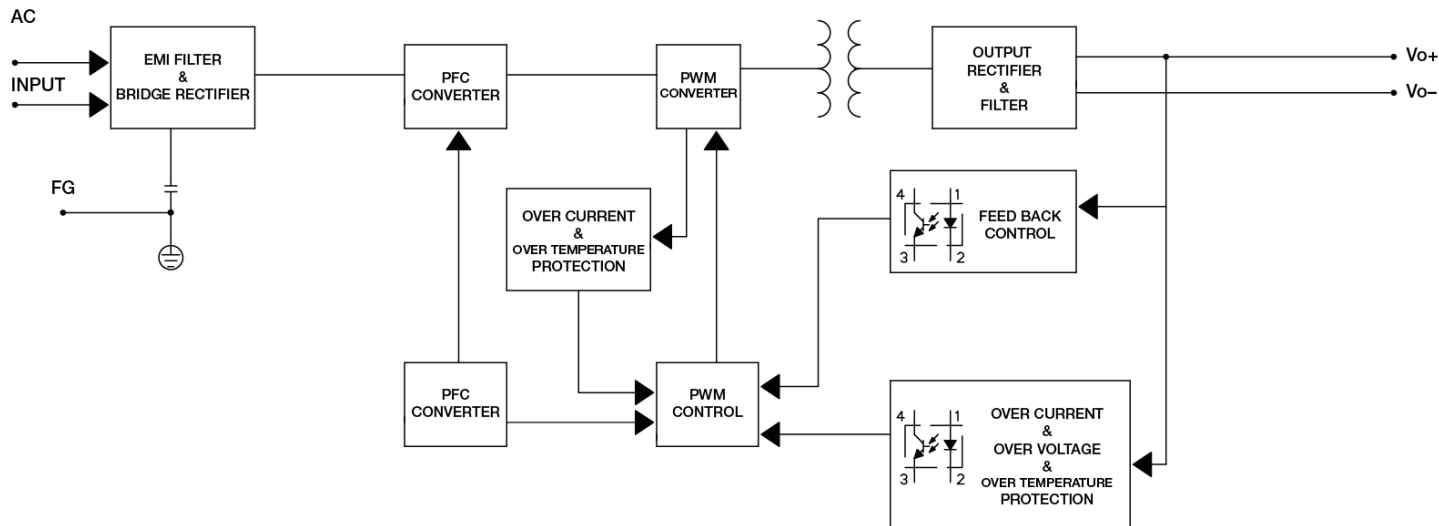 AC
INPUT
EMI FILTER
&
BRIDGE RECTIFIER
FG
PFC
CONVERTER
PWM
CONVERTER
OUTPUT
RECTIFIER
&
FILTER
Vo+
Vo–
OVER CURRENT
&
OVER TEMPERATURE
PROTECTION
4
1
3
2
FEED BACK
CONTROL
PFC
CONVERTER
PWM
CONTROL
4
1
3
2
OVER CURRENT
&
OVER VOLTAGE
&
OVER TEMPERATURE
PROTECTION